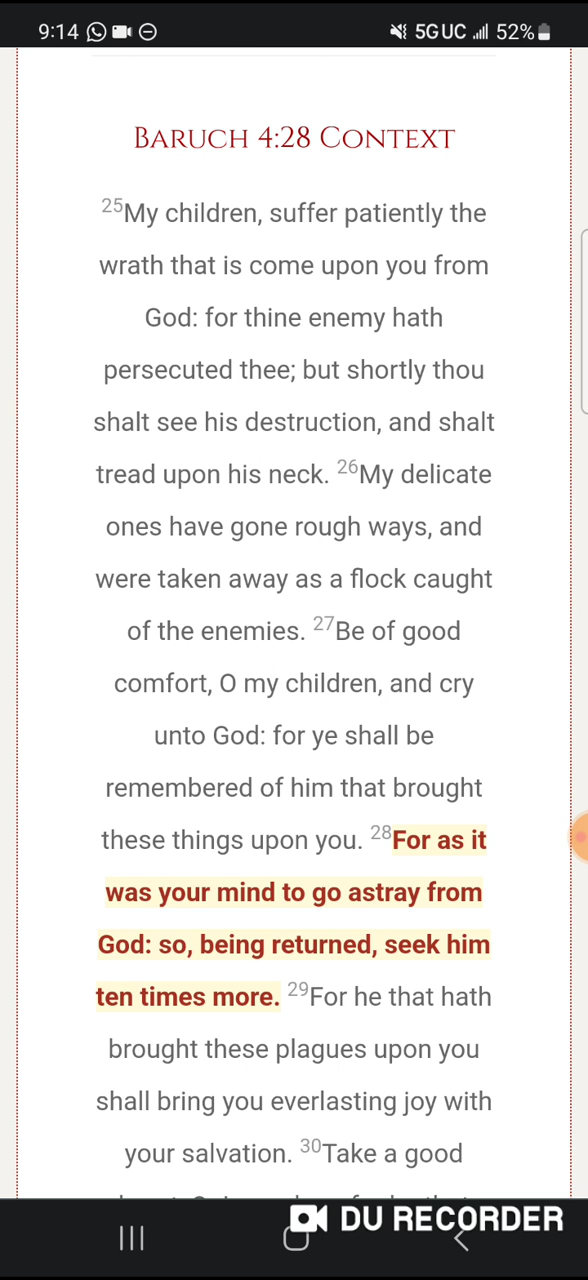 9:14 5G UC 52%
BARUCH 4:28 CONTEXT
25My children, suffer patiently the
wrath that is come upon you from
God: for thine enemy hath
persecuted thee; but shortly thou
shalt see his destruction, and shalt
tread upon his neck. 26My delicate
ones have gone rough ways, and
were taken away as a flock caught
of the enemies. 27Be of good
comfort, O my children, and cry
unto God: for ye shall be
remembered of him that brought
these things upon you. 28For as it
was your mind to go astray from
God: so, being returned, seek him
ten times more. 29For he that hath
brought these plagues upon you
shall bring you everlasting joy with
your salvation. 30Take a good
DU RECORDER